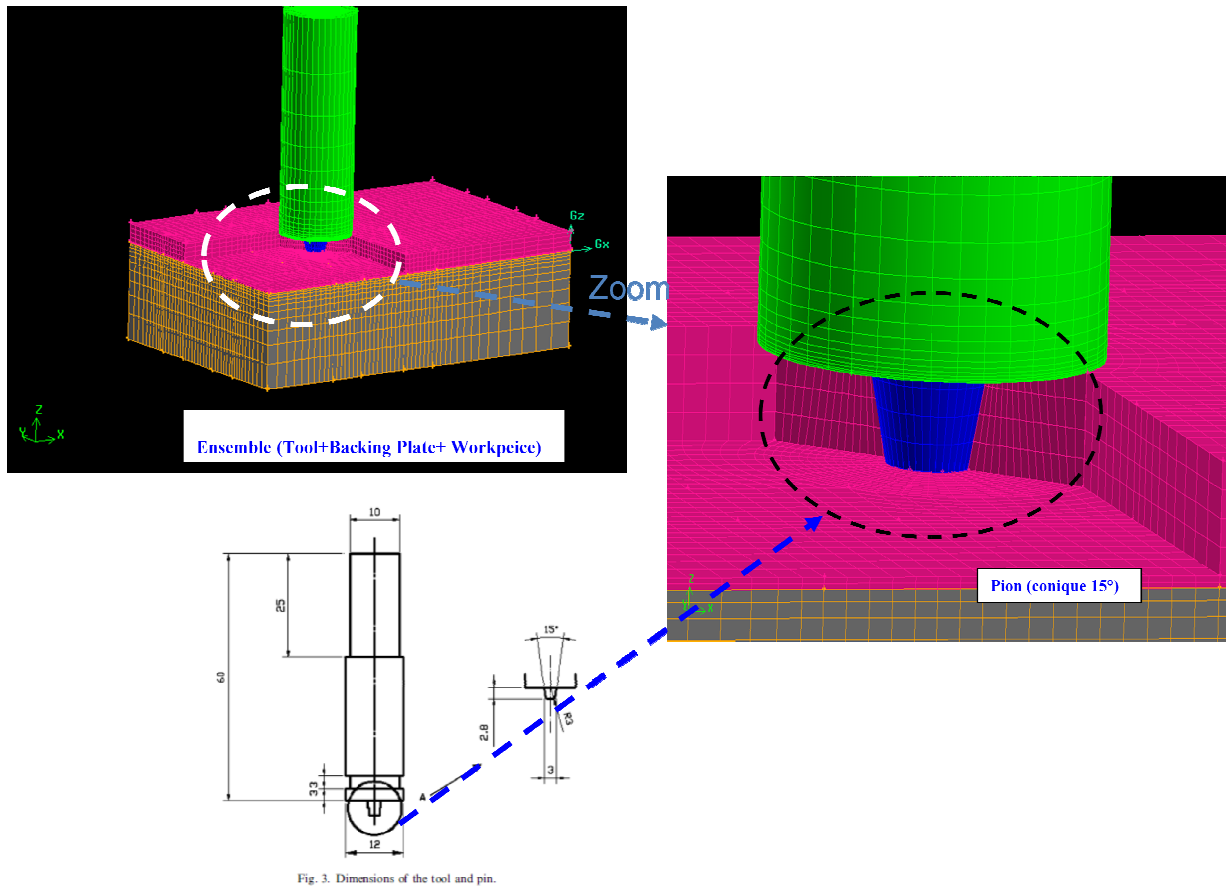 Gz
Gx
Zoom
Z
Y
X
Ensemble (Tool+Backing Plate+ Workpeice)
Pion (conique 15°)
Z
Y
X
10
25
60
15°
2.8
R3
3
3
3
A
12
Fig. 3. Dimensions of the tool and pin.